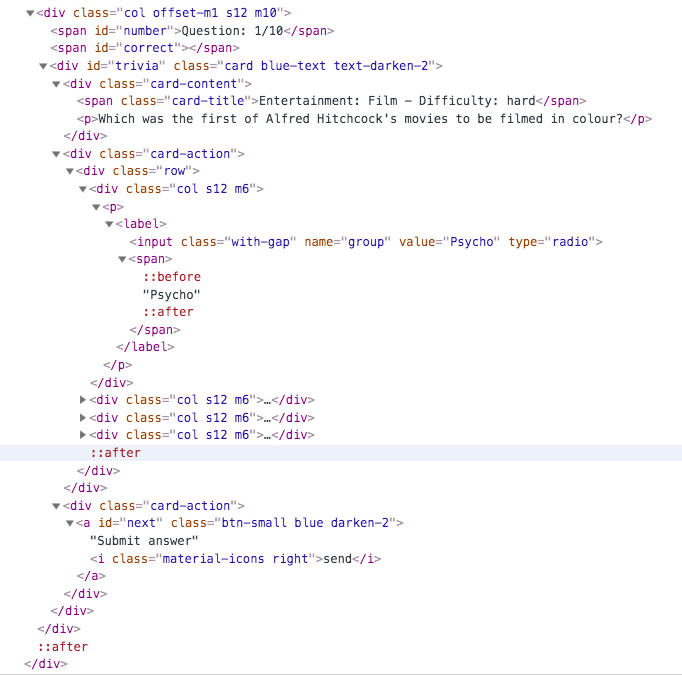 ▼<div class="col offset-m1 s12 m10">
<span id="number">Question: 1/10</span>
<span id="correct"></span>
▼<div id="trivia" class="card blue-text text-darken-2">
▼<div class="card-content">
<span class="card-title">Entertainment: Film - Difficulty: hard</span>
<p>Which was the first of Alfred Hitchcock's movies to be filmed in colour?</p>
</div>
▼<div class="card-action">
▼<div class="row">
▼<div class="col s12 m6">
▼<p>
▼<label>
<input class="with-gap" name="group" value="Psycho" type="radio">
▼<span>
::before
"Psycho"
::after
</span>
</label>
</p>
</div>
▶<div class="col s12 m6">…</div>
▶<div class="col s12 m6">…</div>
▶<div class="col s12 m6">…</div>
::after
</div>
</div>
▼<div class="card-action">
▼<a id="next" class="btn-small blue darken-2">
"Submit answer"
<i class="material-icons right">send</i>
</a>
</div>
</div>
</div>
::after
</div>